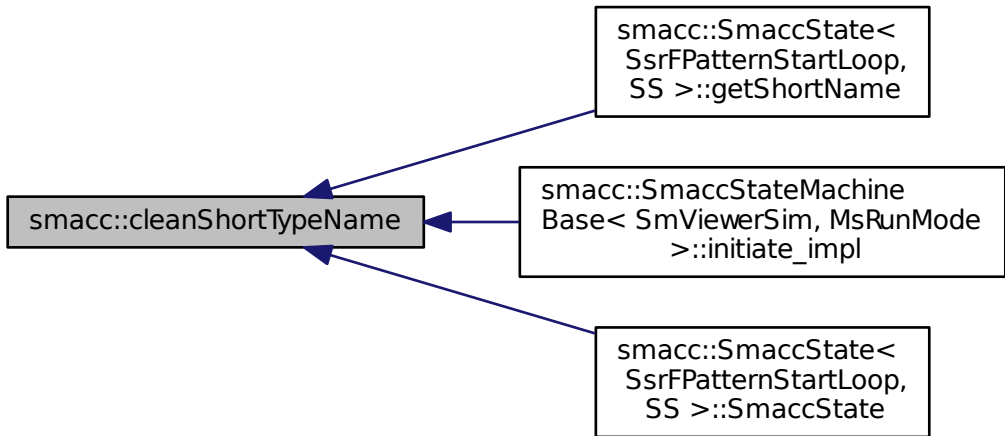 smacc::SmaccState<
SsrFPatternStartLoop,
SS >::getShortName
smacc::cleanShortTypeName
smacc::SmaccStateMachine
Base< SmViewerSim, MsRunMode
>::initiate_impl
smacc::SmaccState<
SsrFPatternStartLoop,
SS >::SmaccState